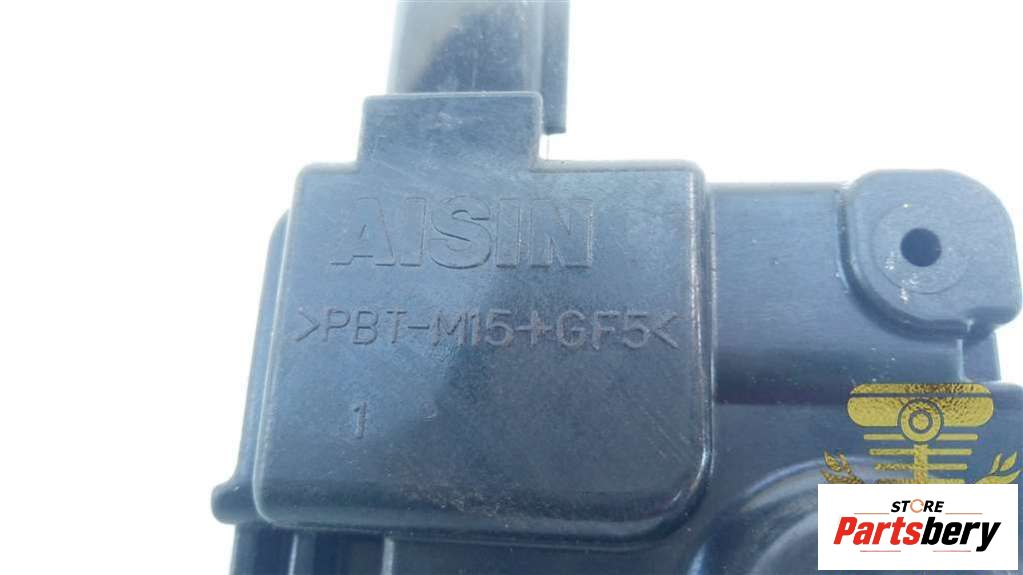 AISIN
>PBT-M15+GF5<
1
STORE
Partsbery